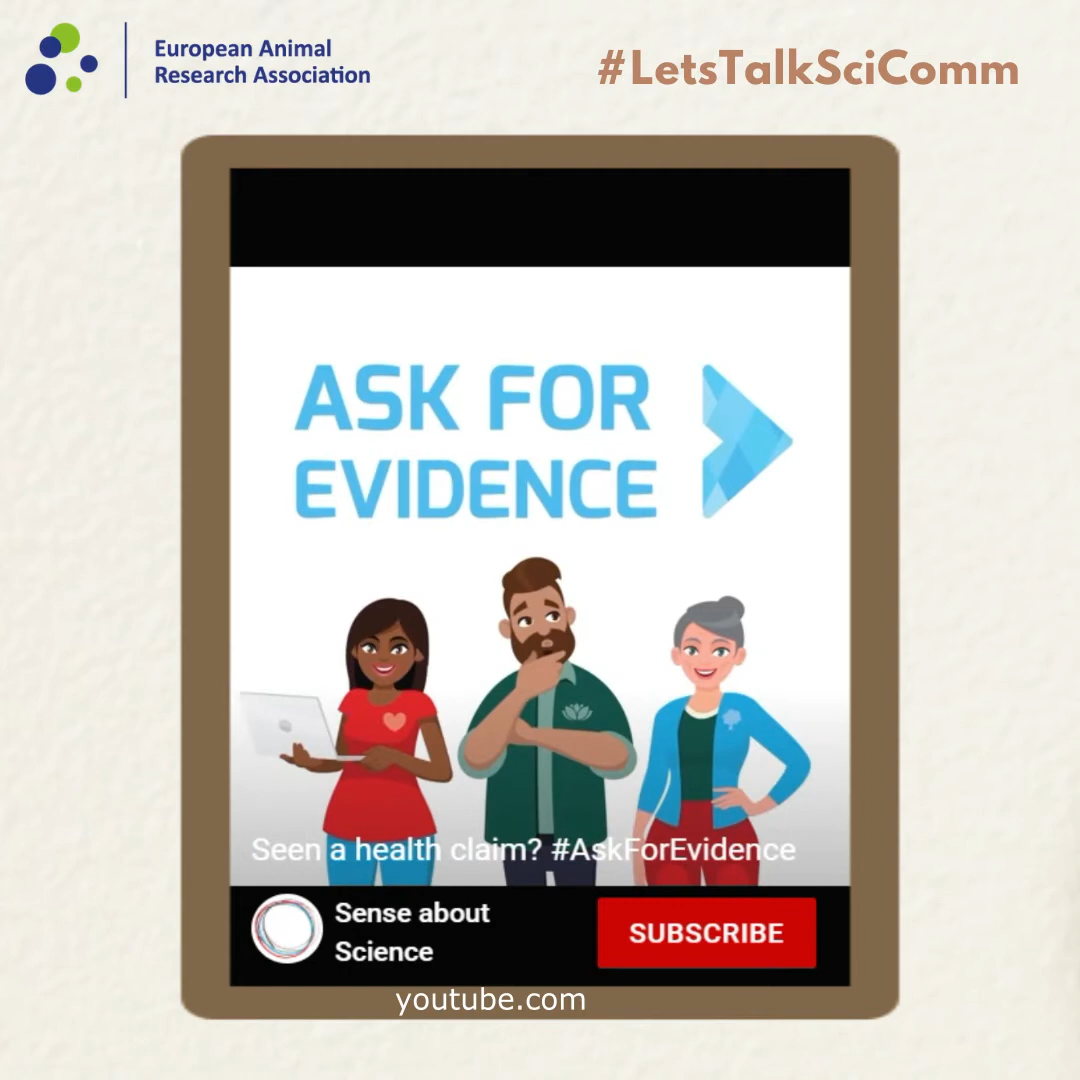 European Animal
Research Association
#LetsTalkSciComm
ASK FOR
EVIDENCE
Seen a health claim? #AskForEvidence
Sense about
Science
SUBSCRIBE
youtube.com